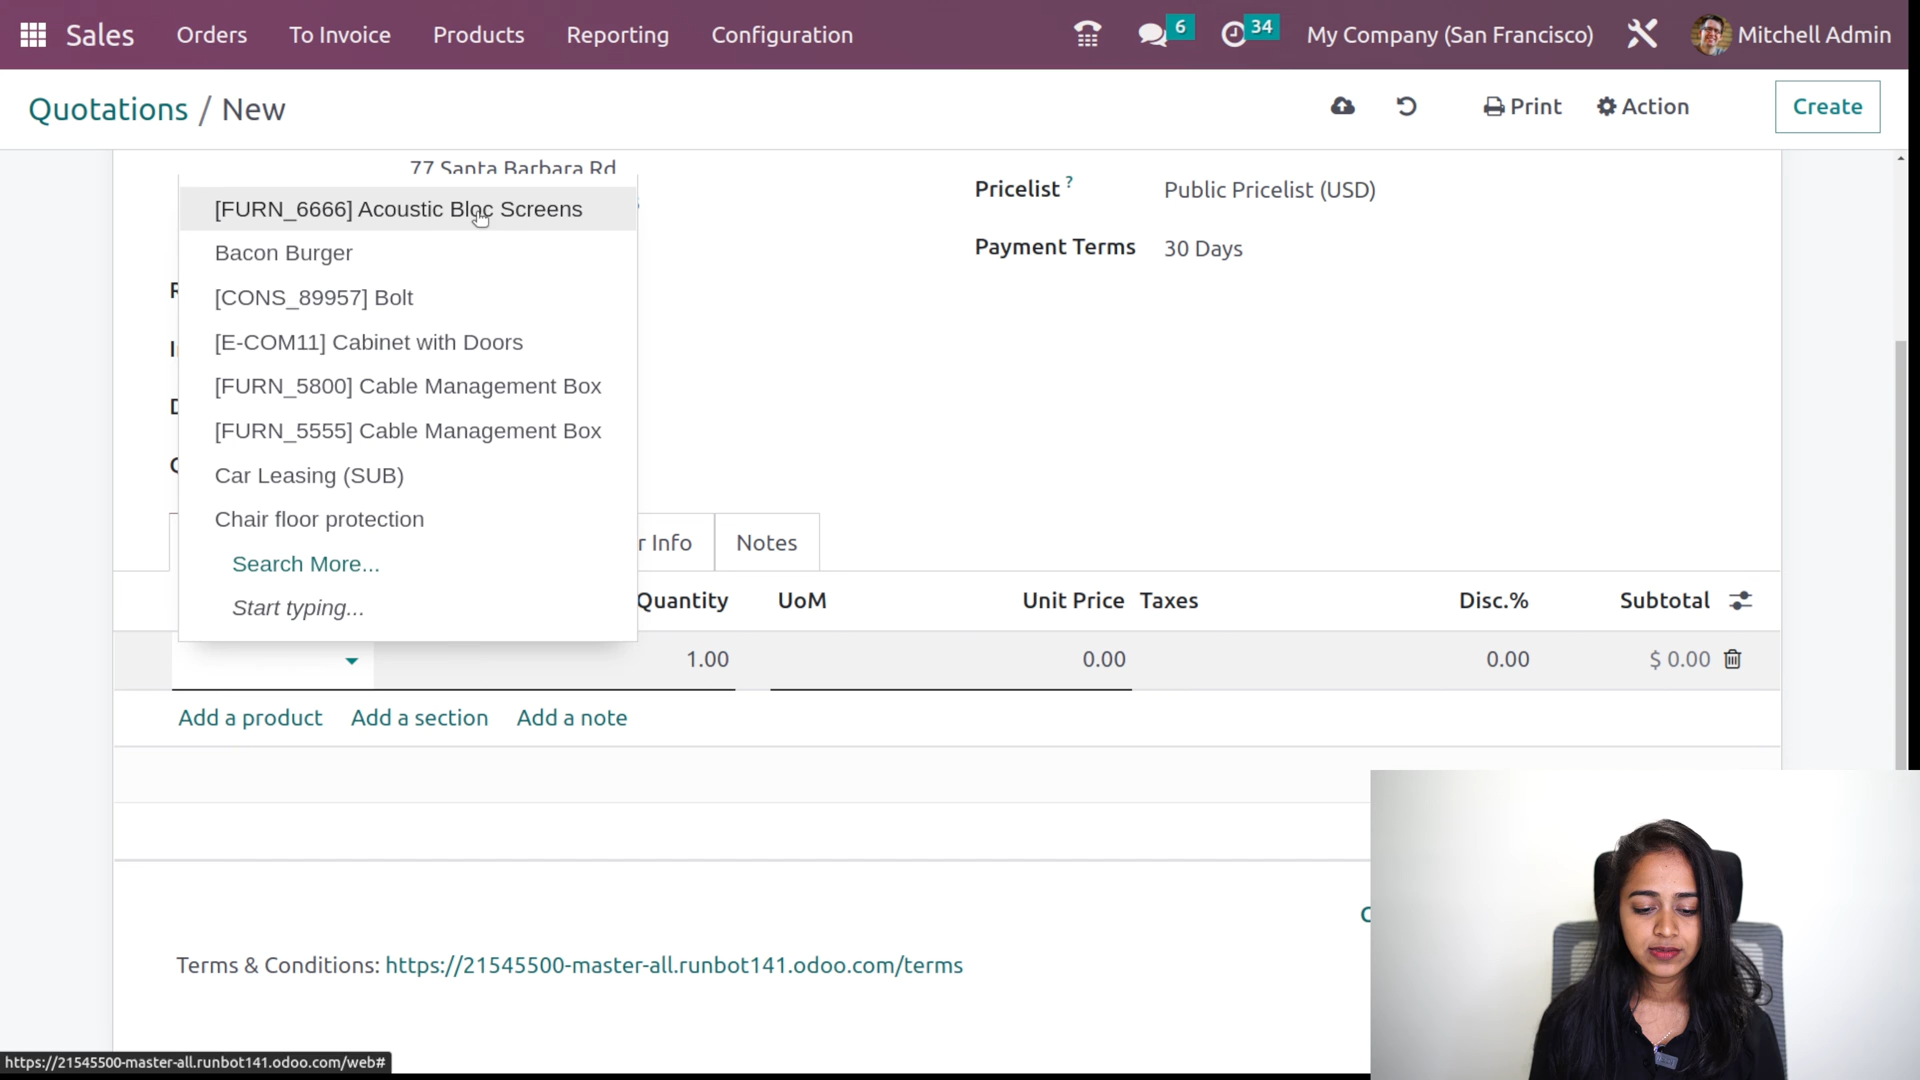 Sales Orders To Invoice Products Reporting Configuration 6 34 My Company (San Francisco) Mitchell Admin
Quotations / New Print Action Create
77 Santa Barbara Rd
Pricelist ? Public Pricelist (USD)
[FURN_6666] Acoustic Bloc Screens
Payment Terms 30 Days
Bacon Burger
[CONS_89957] Bolt
[E-COM11] Cabinet with Doors
[FURN_5800] Cable Management Box
[FURN_5555] Cable Management Box
Car Leasing (SUB)
Chair floor protection
r Info Notes
Search More...
Start typing...
Quantity UoM Unit Price Taxes Disc.% Subtotal
1.00 0.00 0.00 $ 0.00
Add a product Add a section Add a note
Terms & Conditions: https://21545500-master-all.runbot141.odoo.com/terms
https://21545500-master-all.runbot141.odoo.com/web#